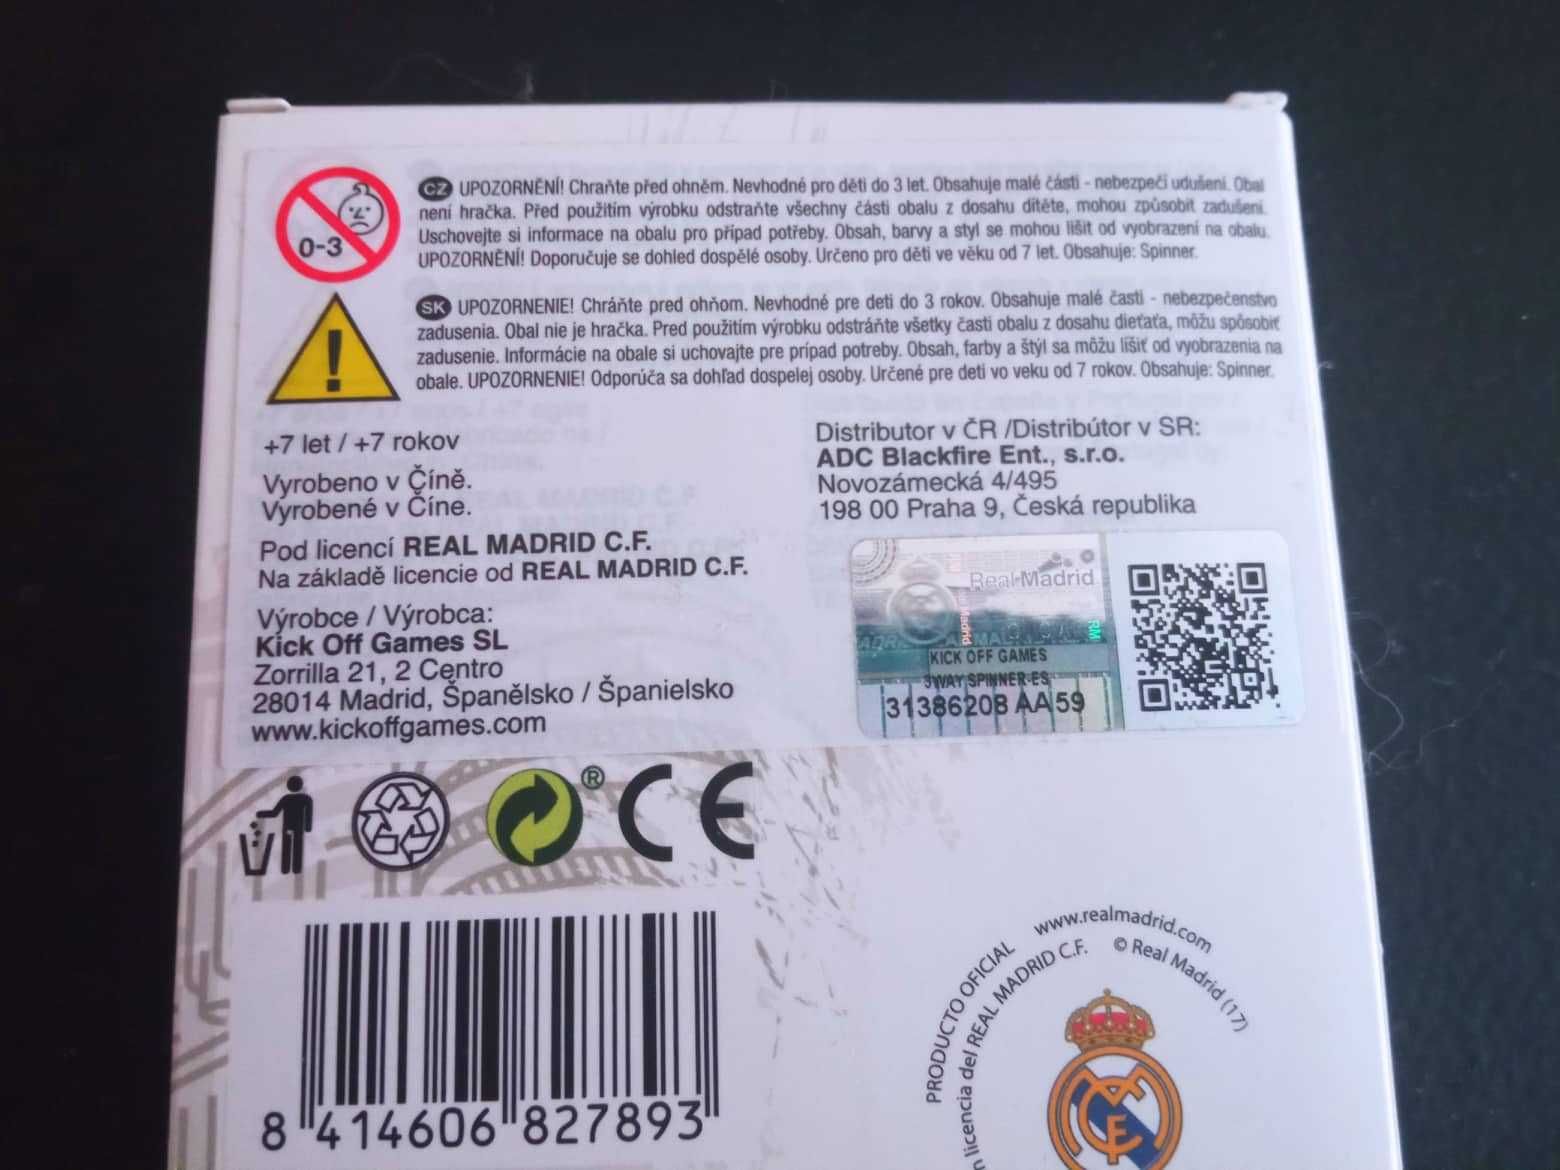 0-3
CZ UPOZORNĚNÍ! Chraňte před ohněm. Nevhodné pro děti do 3 let. Obsahuje malé části - nebezpečí udušení. Obal
není hračka. Před použitím výrobku odstraňte všechny části obalu z dosahu dítěte, mohou způsobit zadušení.
Uschovejte si informace na obalu pro případ potřeby. Obsah, barvy a styl se mohou lišit od vyobrazení na obalu.
UPOZORNĚNÍ! Doporučuje se dohled dospělé osoby. Určeno pro děti ve věku od 7 let. Obsahuje: Spinner.
SK UPOZORNENIE! Chráňte pred ohňom. Nevhodné pre deti do 3 rokov. Obsahuje malé časti - nebezpečenstvo
zadusenia. Obal nie je hračka. Pred použitím výrobku odstráňte všetky časti obalu z dosahu dieťaťa, môžu spôsobiť
zadusenie. Informácie na obale si uchovajte pre prípad potreby. Obsah, farby a štýl sa môžu líšiť od vyobrazenia na
obale. UPOZORNENIE! Odporúča sa dohľad dospelej osoby. Určené pre deti vo veku od 7 rokov. Obsahuje: Spinner.
+7 let / +7 rokov
Vyrobeno v Číně.
Vyrobené v Číne.
Pod licencí REAL MADRID C.F.
Na základě licencie od REAL MADRID C.F.
Výrobce / Výrobca:
Kick Off Games SL
Zorrilla 21, 2 Centro
28014 Madrid, Španělsko / Španielsko
www.kickoffgames.com
Distributor v ČR /Distribútor v SR:
ADC Blackfire Ent., s.r.o.
Novozámecká 4/495
198 00 Praha 9, Česká republika
Real Madrid
Madrid
RM
KICK OFF GAMES
3WAY SPINNER-ES
3138620B AA59
®
CE
8 414606 827893
www.realmadrid.com
© Real Madrid (17)
PRODUCTO OFICIAL
licencia del REAL MADRID C.F.